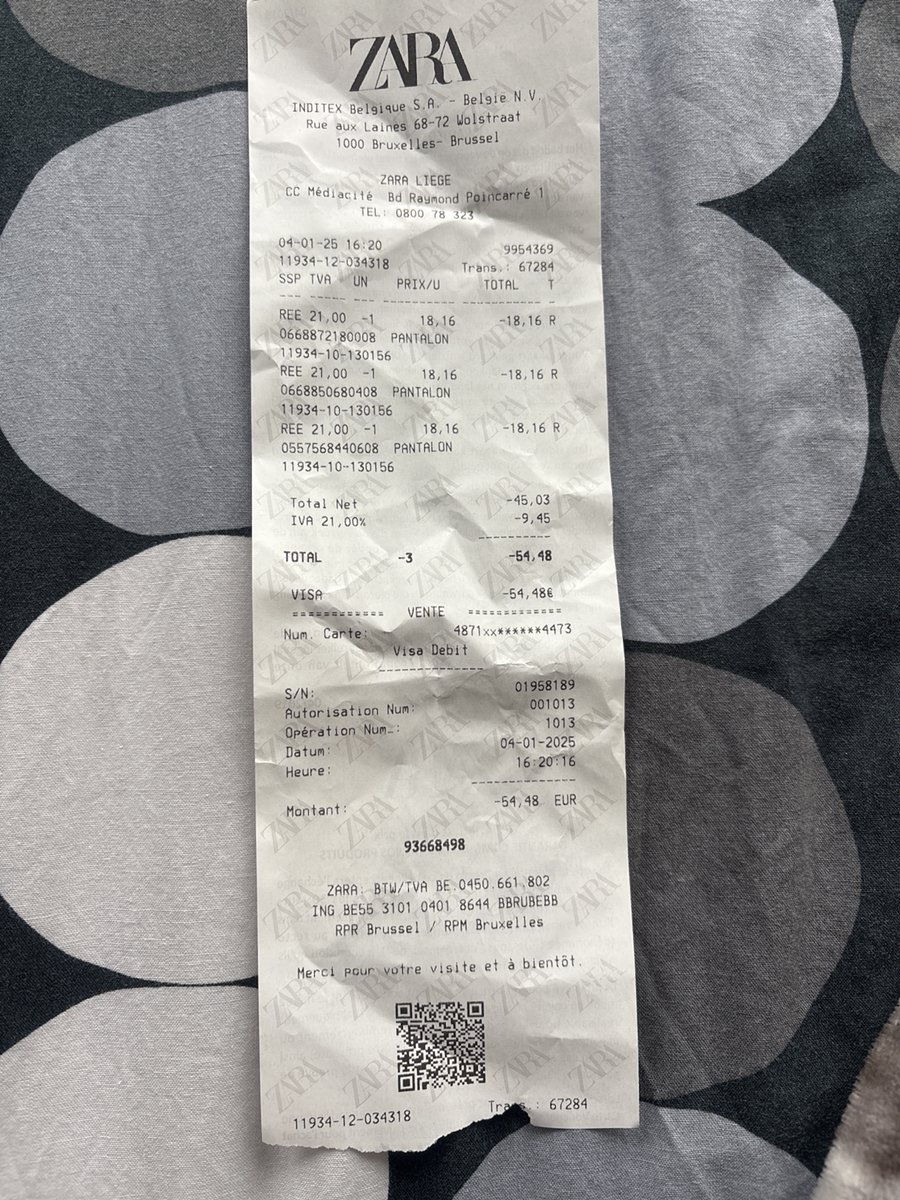 ZARA
INDITEX Belgique S.A. - Belgie N.V.
Rue aux Laines 68-72 Wolstraat
1000 Bruxelles- Brussel
ZARA LIEGE
CC Médiacité Bd Raymond Poincarré 1
TEL: 0800 78 323
04-01-25 16:20 9954369
11934-12-034318 Trans.: 67284
SSP TVA UN PRIX/U TOTAL T
REE 21,00 -1 18,16 -18,16 R
0668872180008 PANTALON
11934-10-130156
REE 21,00 -1 18,16 -18,16 R
0668850680408 PANTALON
11934-10-130156
REE 21,00 -1 18,16 -18,16 R
0557568440608 PANTALON
11934-10-130156
Total Net -45,03
IVA 21,00% -9,45
TOTAL -3 -54,48
VISA -54,48€
============ VENTE =============
Num. Carte: 4871xx******4473
Visa Debit
S/N: 01958189
Autorisation Num: 001013
Opération Num.: 1013
Datum: 04-01-2025
Heure: 16:20:16
Montant: -54,48 EUR
93668498
ZARA: BTW/TVA BE.0450.661.802
ING BE55 3101 0401 8644 BBRUBEBB
RPR Brussel / RPM Bruxelles
Merci pour votre visite et à bientôt.
11934-12-034318 Trans.: 67284